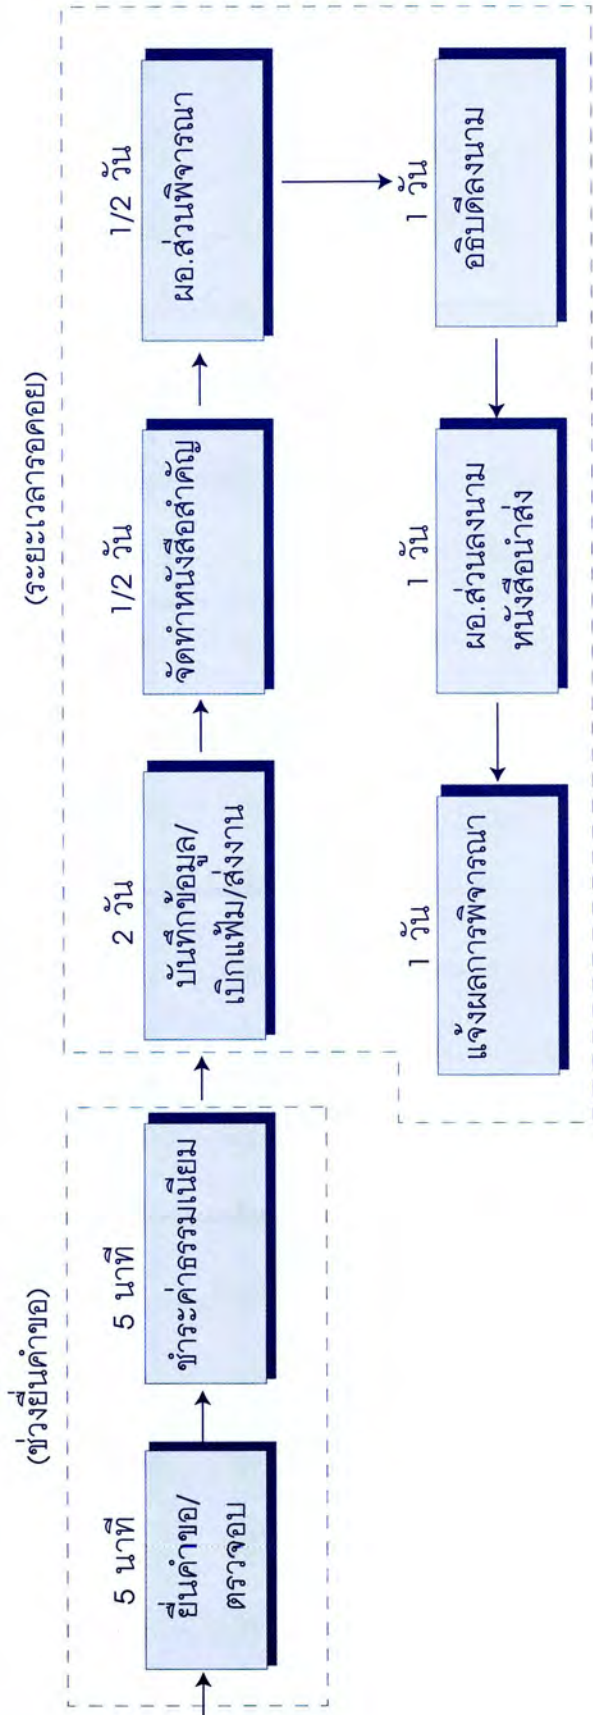 (ช่วงยื่นคำขอ)
5 นาที
ยื่นคำขอ/
ตรวจอบ
5 นาที
ชำระค่าธรรมเนียม
(ระยะเวลารอคอย)
2 วัน
บันทึกข้อมูล/
เบิกแฟ้ม/ส่งงาน
1/2 วัน
จัดทำหนังสือสำคัญ
1/2 วัน
ผอ.ส่วนพิจารณา
1 วัน
อธิบดีลงนาม
1 วัน
ผอ.ส่วนลงนาม
หนังสือนำส่ง
1 วัน
แจ้งผลการพิจารณา